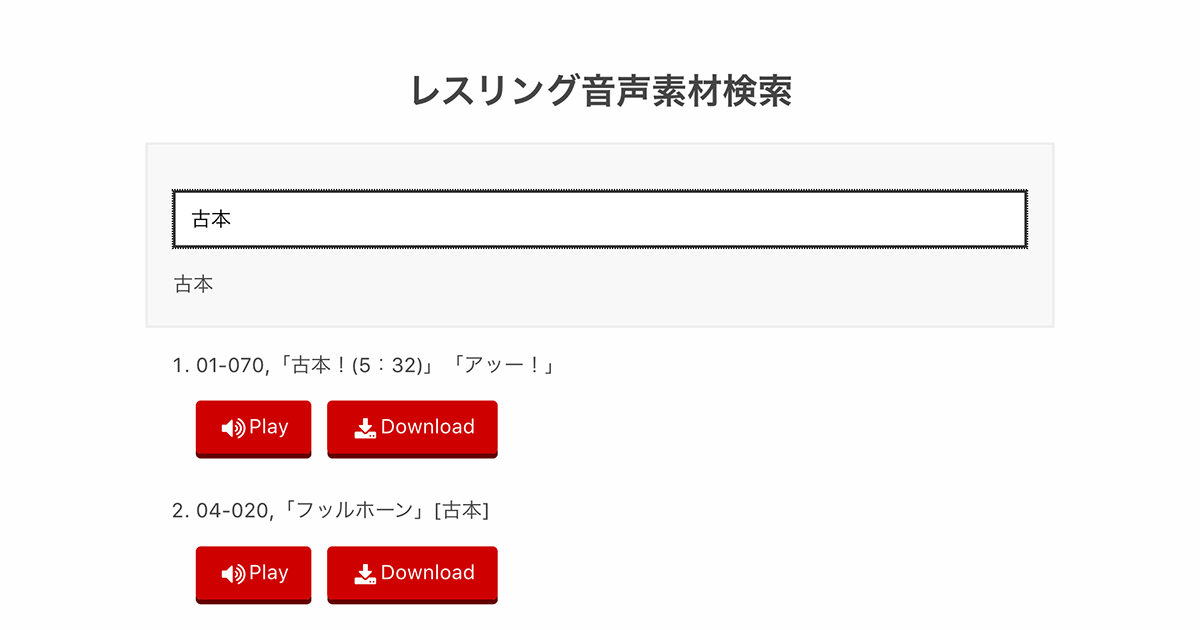 レスリング音声素材検索
古本
古本
1. 01-070,「古本！(5：32)」「アッー！」
Play Download
2. 04-020,「フッルホーン」[古本]
Play Download